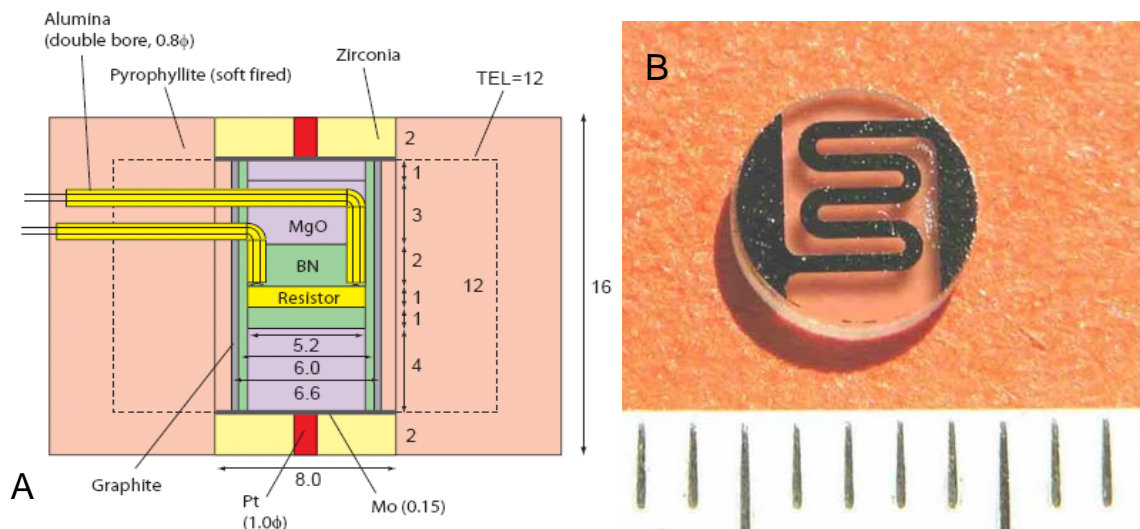 Alumina
(double bore, 0.8ϕ)
Pyrophyllite (soft fired)
Zirconia
TEL=12
B
2
1
3
MgO
BN
2
12
16
Resistor
1
1
5.2
6.0
4
6.6
2
8.0
A
Graphite
Pt
(1.0ϕ)
Mo (0.15)